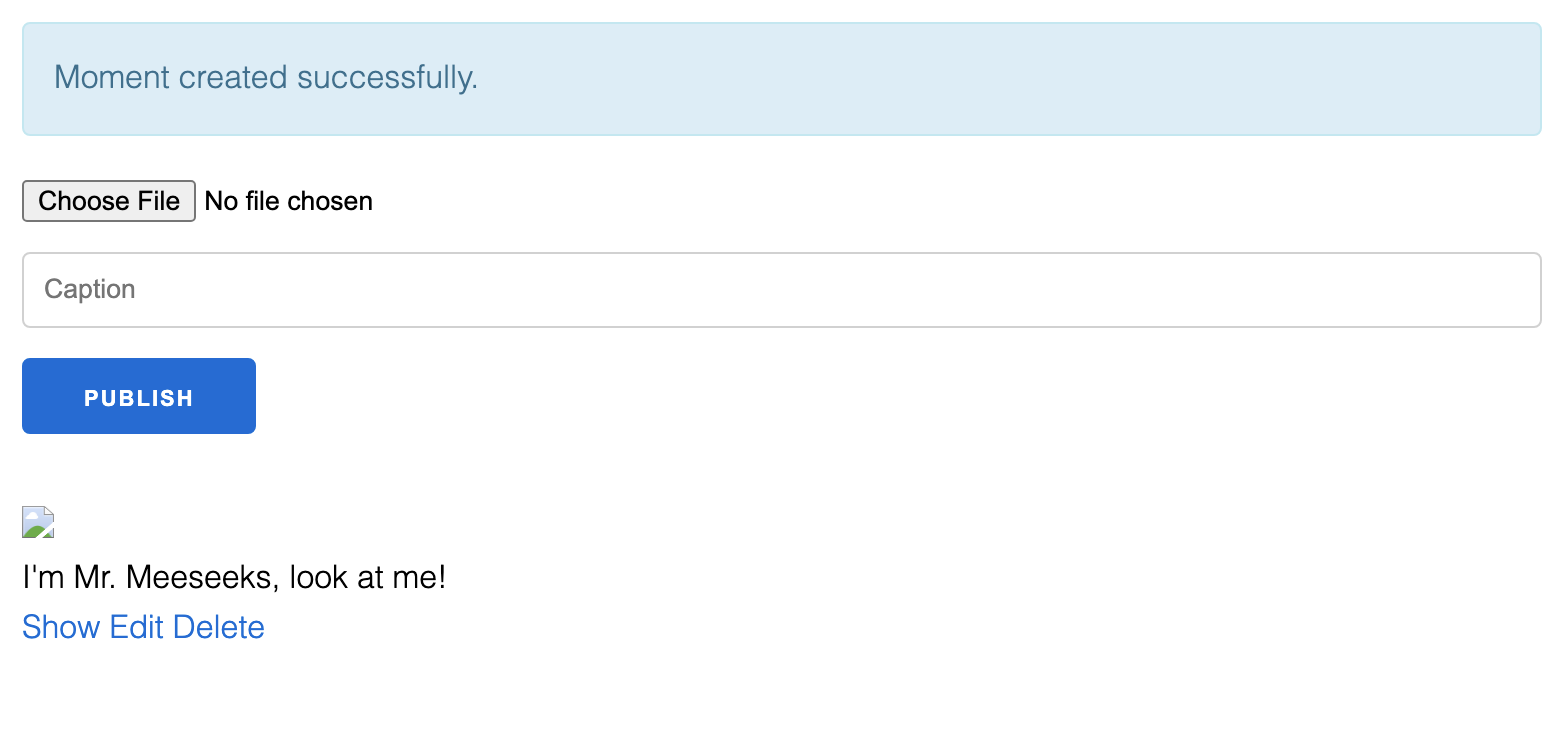 Moment created successfully.
Choose File No file chosen
Caption
PUBLISH
I'm Mr. Meeseeks, look at me!
Show Edit Delete